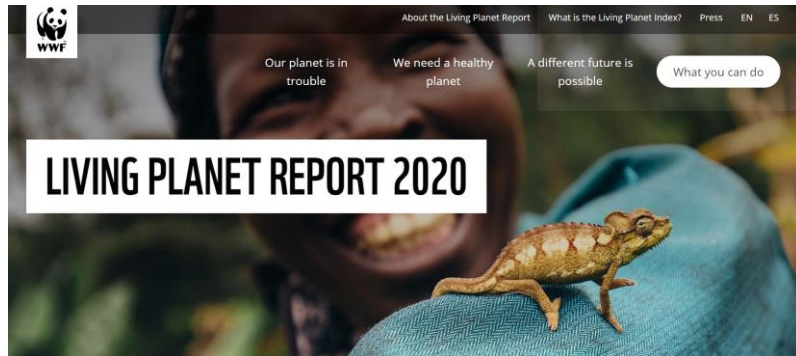 WWF
About the Living Planet Report What is the Living Planet Index? Press EN ES
Our planet is in
trouble
We need a healthy
planet
A different future is
possible
What you can do
LIVING PLANET REPORT 2020